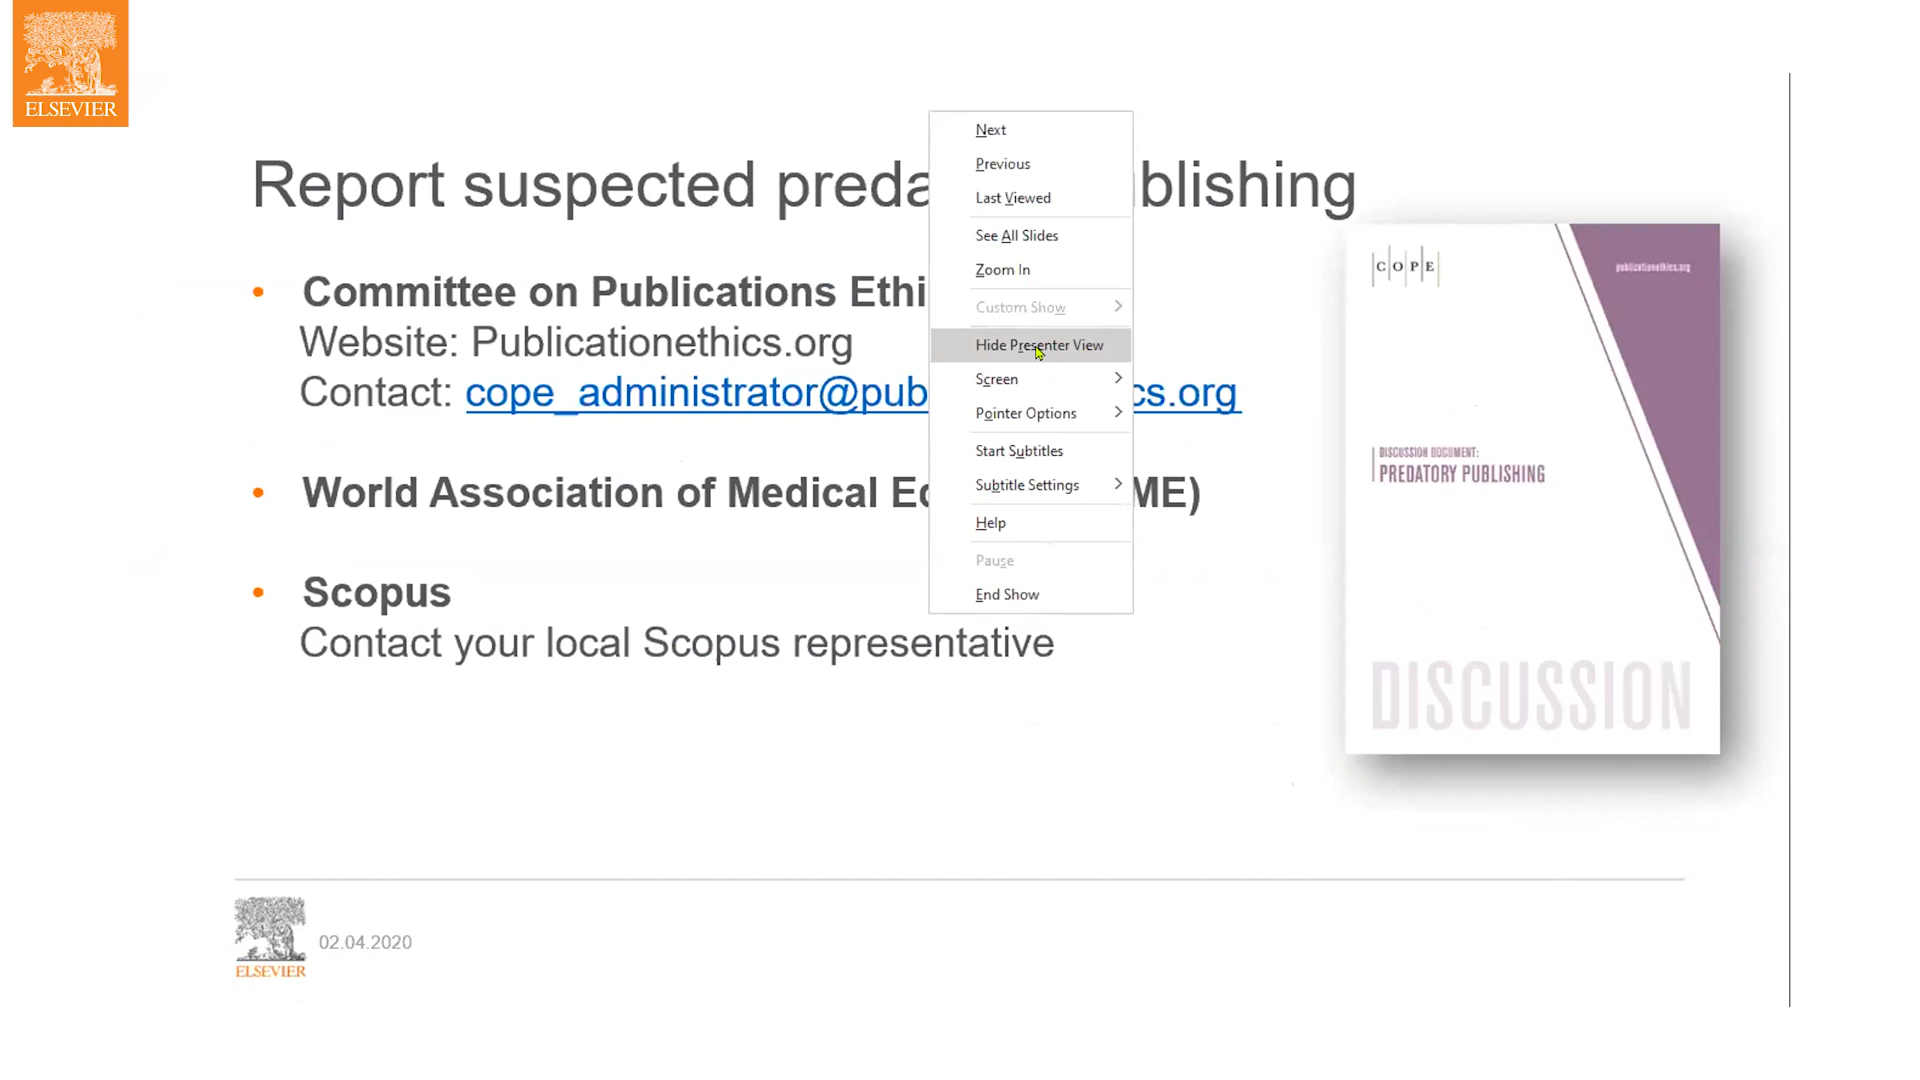 ELSEVIER
Report suspected preda ublishing
• Committee on Publications Ethi
Website: Publicationethics.org
Contact: cope_administrator@pub cs.org
• World Association of Medical Ed ME)
• Scopus
Contact your local Scopus representative
Next
Previous
Last Viewed
See All Slides
Zoom In
Custom Show
Hide Presenter View
Screen
Pointer Options
Start Subtitles
Subtitle Settings
Help
Pause
End Show
COPE
publicationethics.org
DISCUSSION DOCUMENT:
PREDATORY PUBLISHING
DISCUSSION
ELSEVIER
02.04.2020